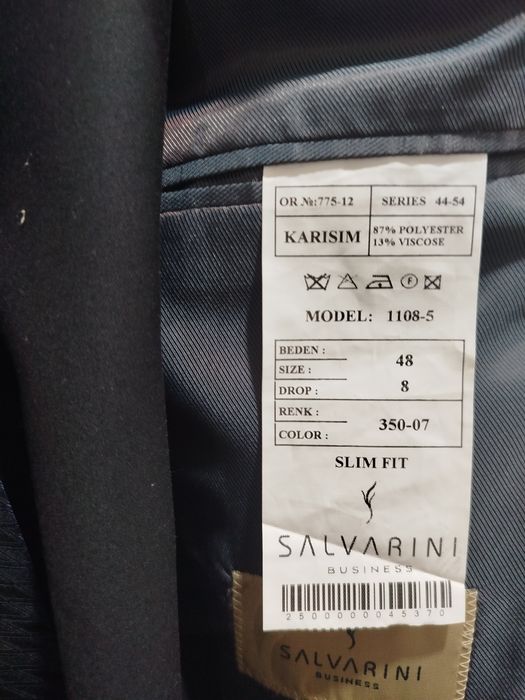 OR №:775-12 SERIES 44-54
KARISIM 87% POLYESTER
13% VISCOSE
MODEL: 1108-5
BEDEN :
SIZE : 48
DROP : 8
RENK :
COLOR : 350-07
SLIM FIT
SALVARINI
BUSINESS
2500000045370
SALVARINI
BUSINESS